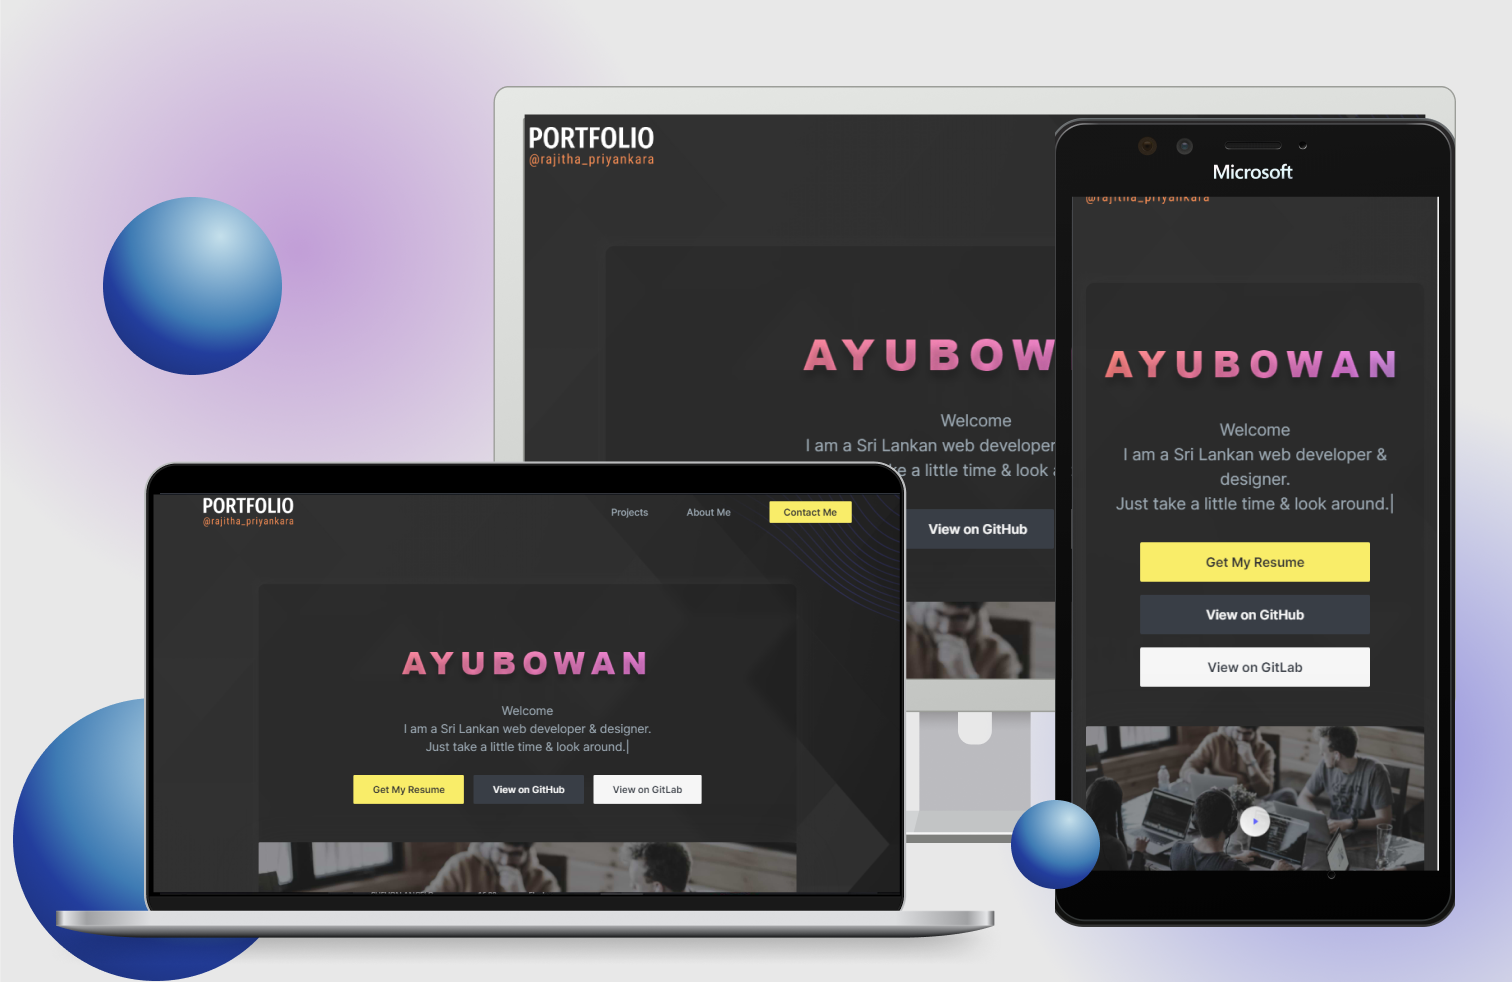 PORTFOLIO
@rajitha_priyankara
AYUBOW
Welcome
I am a Sri Lankan web developer
e a little time & look a
View on GitHub
Microsoft
@rajitha_priyankara
AYUBOWAN
Welcome
I am a Sri Lankan web developer &
designer.
Just take a little time & look around.|
Get My Resume
View on GitHub
View on GitLab
PORTFOLIO
@rajitha_priyankara
Projects About Me Contact Me
AYUBOWAN
Welcome
I am a Sri Lankan web developer & designer.
Just take a little time & look around.|
Get My Resume View on GitHub View on GitLab